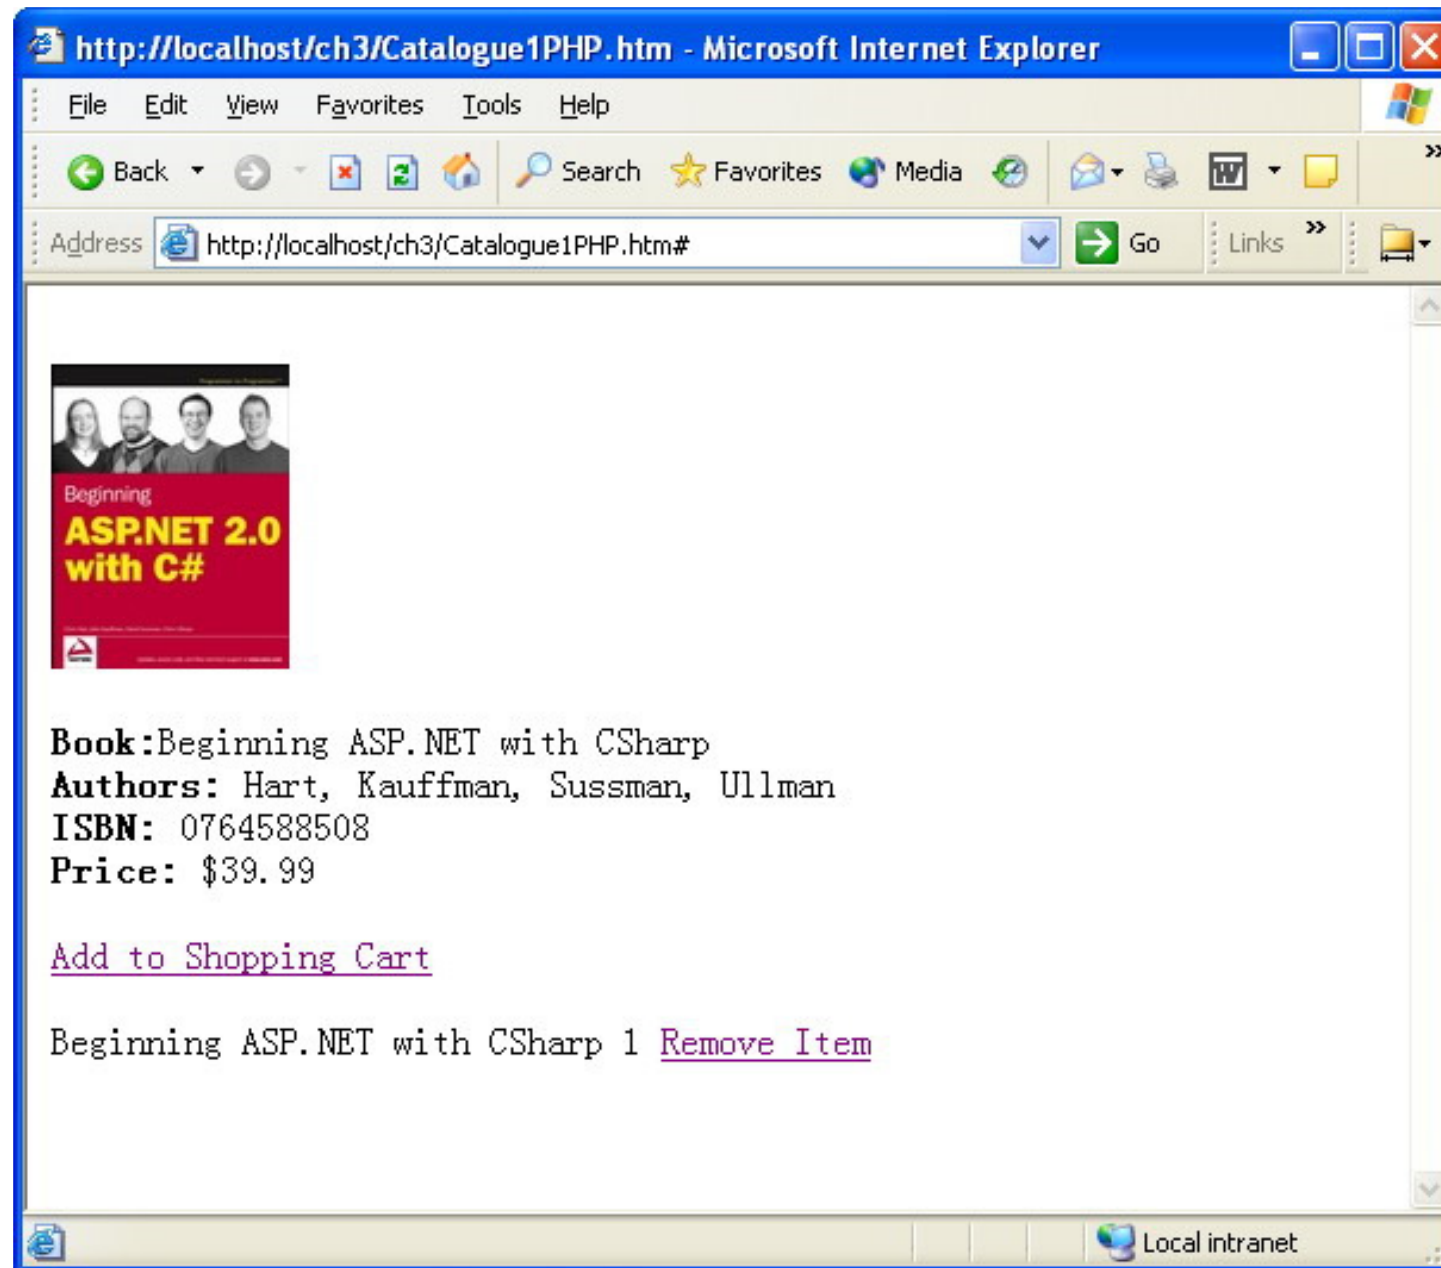 http://localhost/ch3/Catalogue1PHP.htm - Microsoft Internet Explorer
File Edit View Favorites Tools Help
Back Search Favorites Media
Address http://localhost/ch3/Catalogue1PHP.htm# Go Links
Beginning
ASP.NET 2.0
with C#
Book:Beginning ASP.NET with CSharp
Authors: Hart, Kauffman, Sussman, Ullman
ISBN: 0764588508
Price: $39.99
Add to Shopping Cart
Beginning ASP.NET with CSharp 1 Remove Item
Local intranet